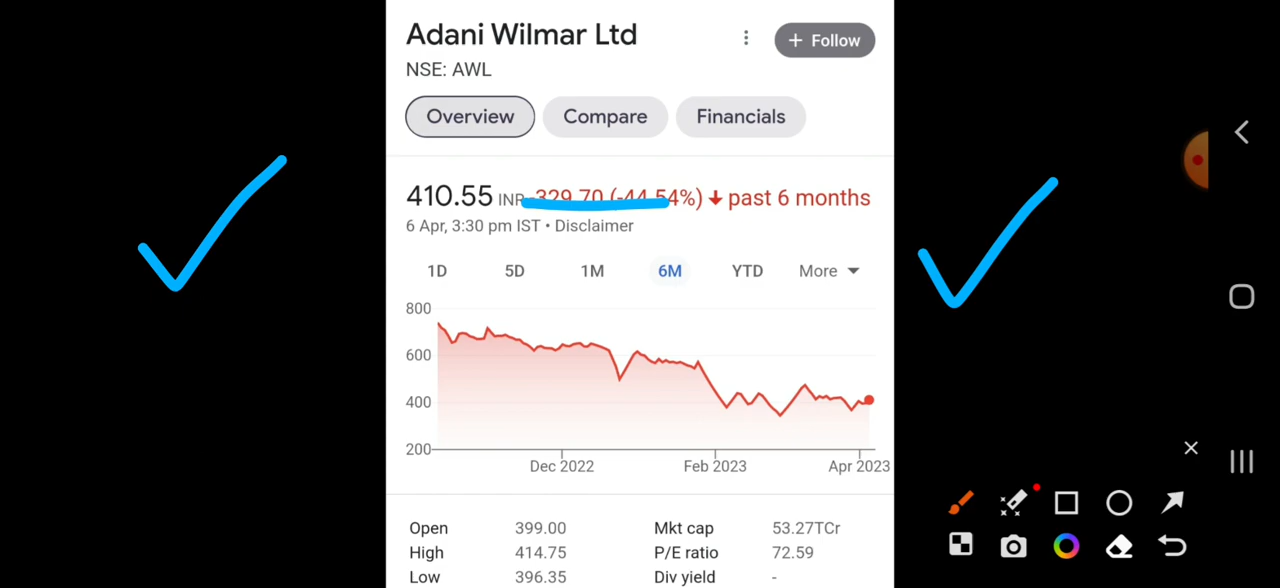 Adani Wilmar Ltd
+ Follow
NSE: AWL
Overview Compare Financials
410.55 INR -329.70 (-44.54%) past 6 months
6 Apr, 3:30 pm IST • Disclaimer
1D 5D 1M 6M YTD More
800
600
400
200
Dec 2022 Feb 2023 Apr 2023
Open 399.00 Mkt cap 53.27TCr
High 414.75 P/E ratio 72.59
Low 396.35 Div yield -